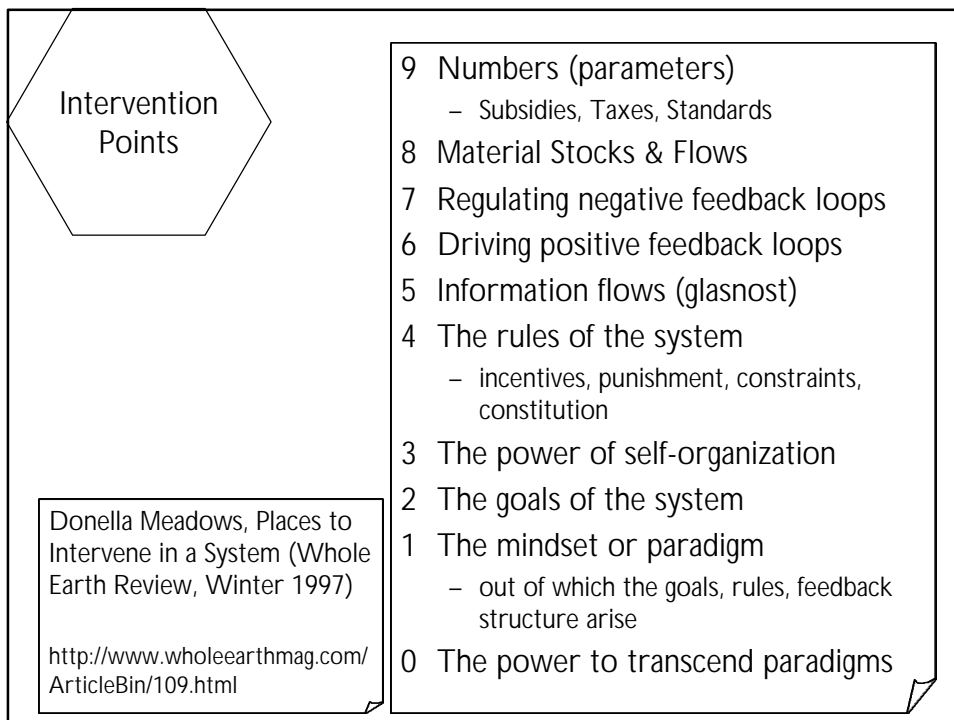 Intervention
Points
9 Numbers (parameters)
– Subsidies, Taxes, Standards
8 Material Stocks & Flows
7 Regulating negative feedback loops
6 Driving positive feedback loops
5 Information flows (glasnost)
4 The rules of the system
– incentives, punishment, constraints,
constitution
3 The power of self-organization
2 The goals of the system
1 The mindset or paradigm
– out of which the goals, rules, feedback
structure arise
0 The power to transcend paradigms
Donella Meadows, Places to
Intervene in a System (Whole
Earth Review, Winter 1997)
http://www.wholeearthmag.com/
ArticleBin/109.html